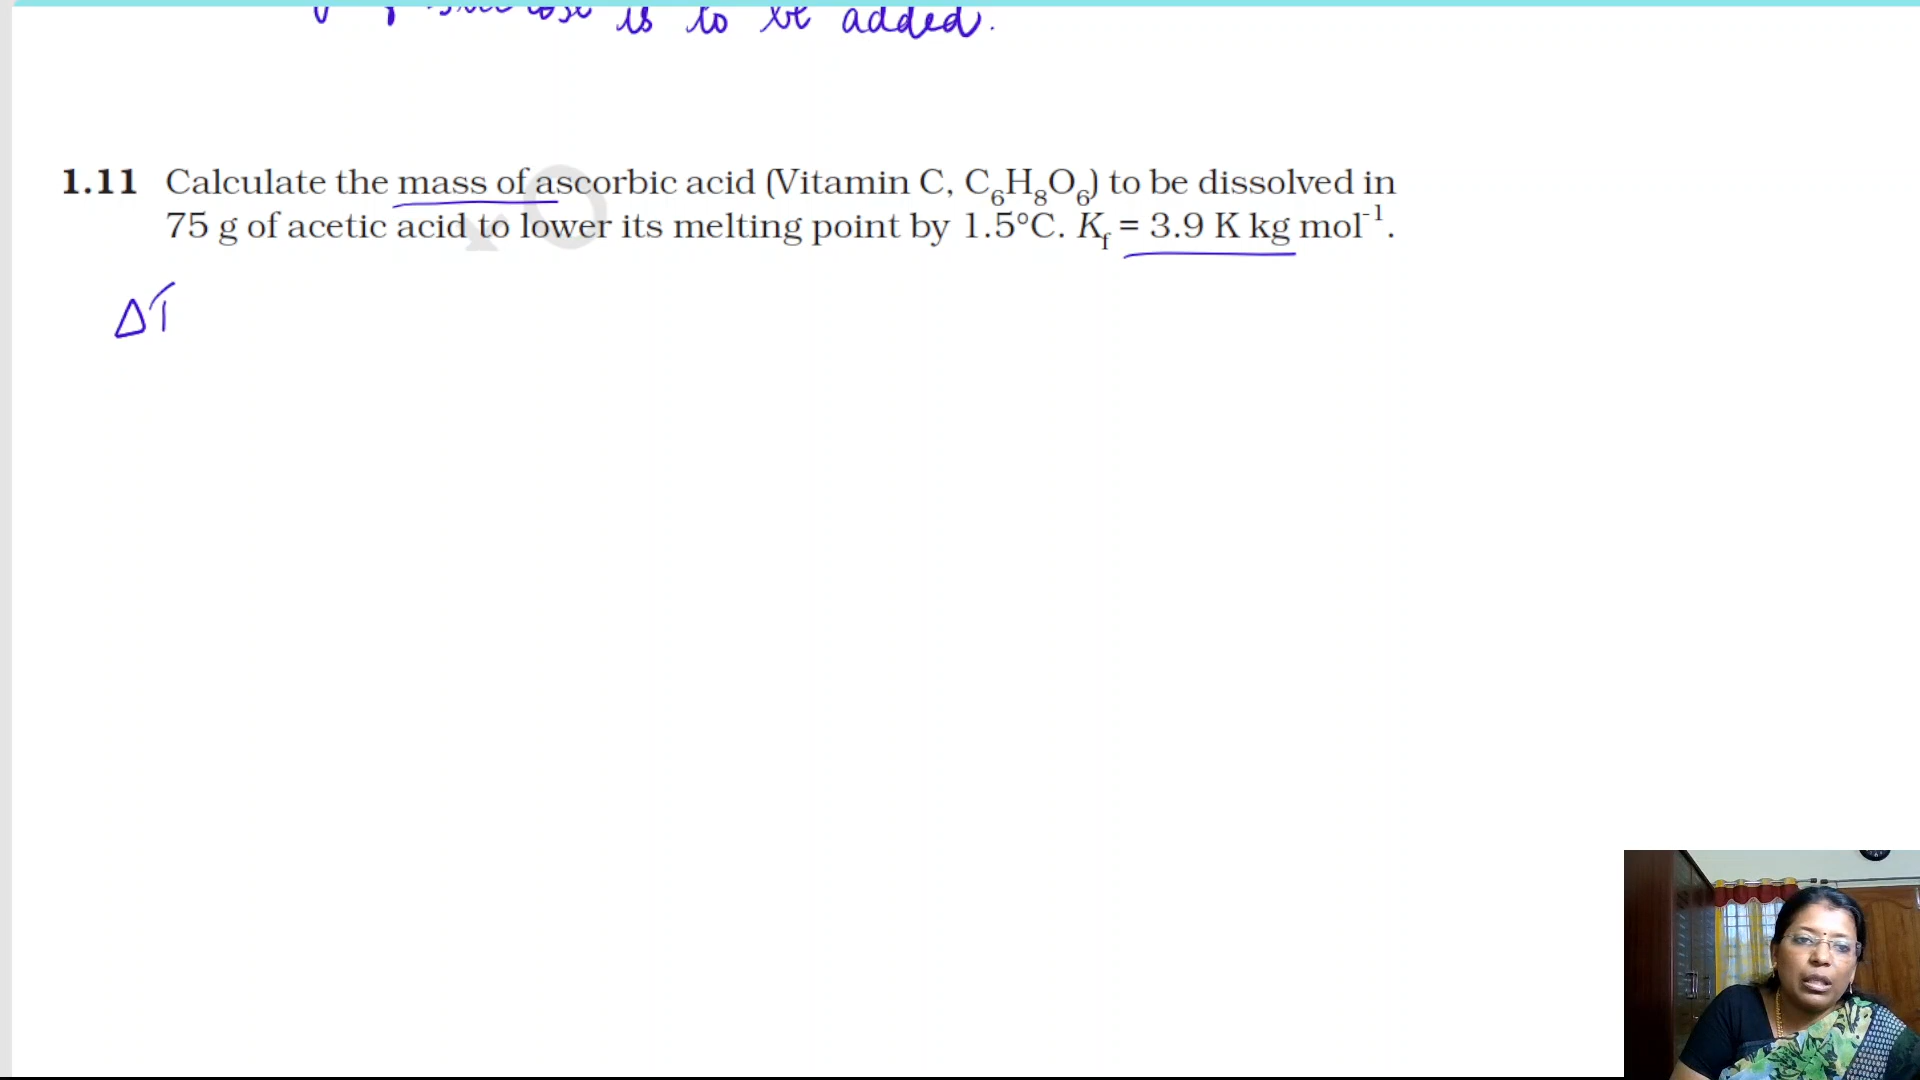 is to be added.
1.11 Calculate the mass of ascorbic acid (Vitamin C, C₆H₈O₆) to be dissolved in
75 g of acetic acid to lower its melting point by 1.5°C. K_f = 3.9 K kg mol⁻¹.
ΔT